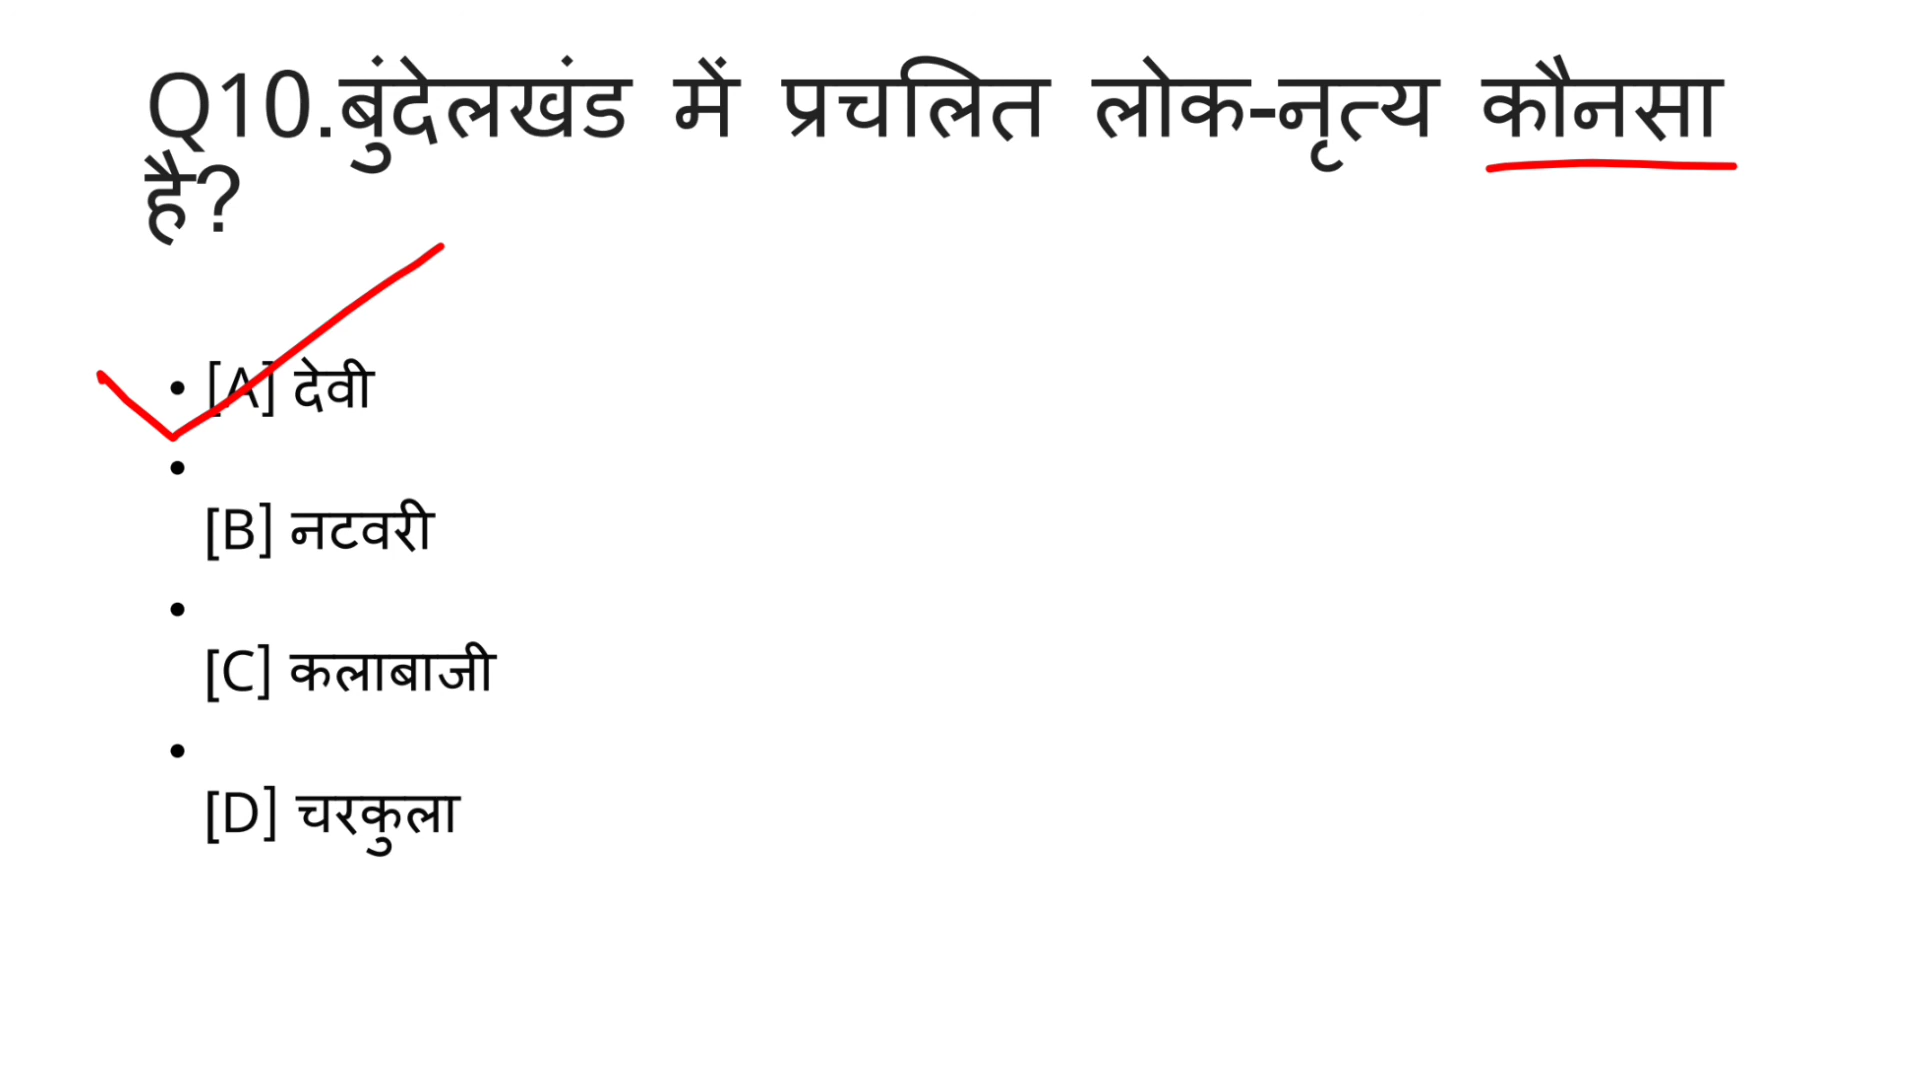 Q10.बुंदेलखंड में प्रचलित लोक-नृत्य कौनसा
है?
[A] देवी
[B] नटवरी
[C] कलाबाजी
[D] चरकुला